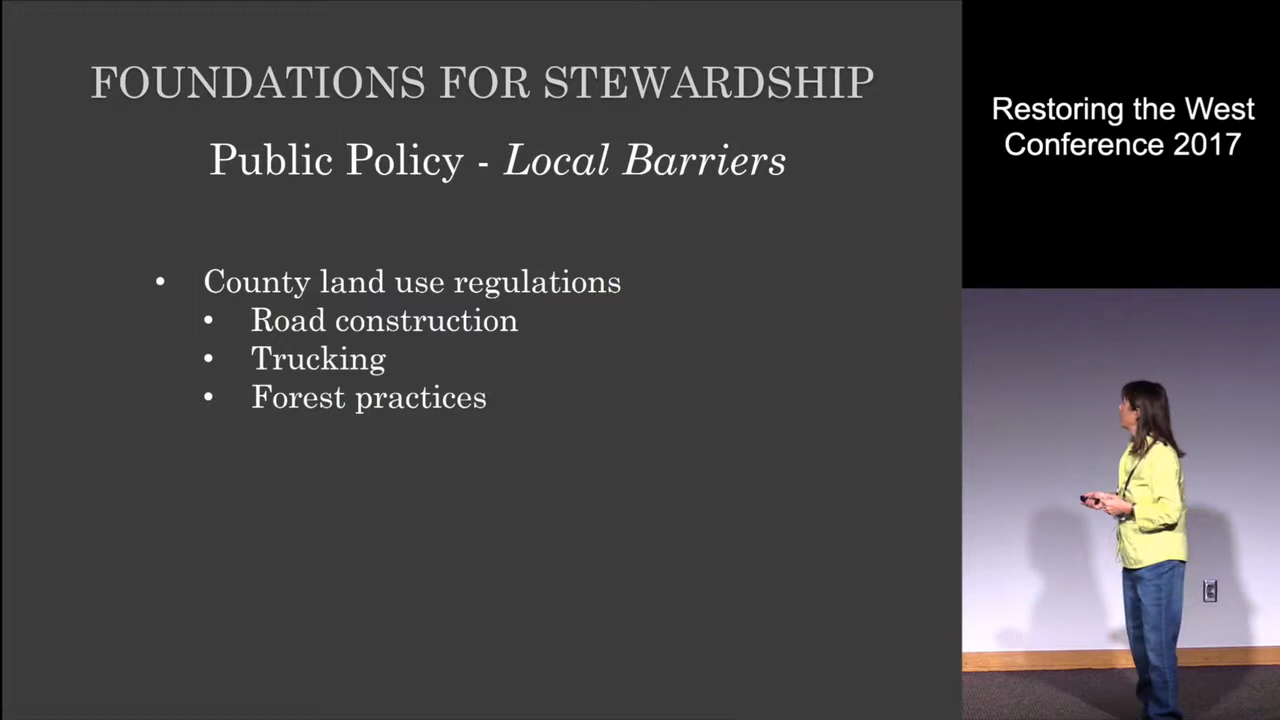 FOUNDATIONS FOR STEWARDSHIP
Public Policy - Local Barriers
• County land use regulations
• Road construction
• Trucking
• Forest practices
Restoring the West
Conference 2017